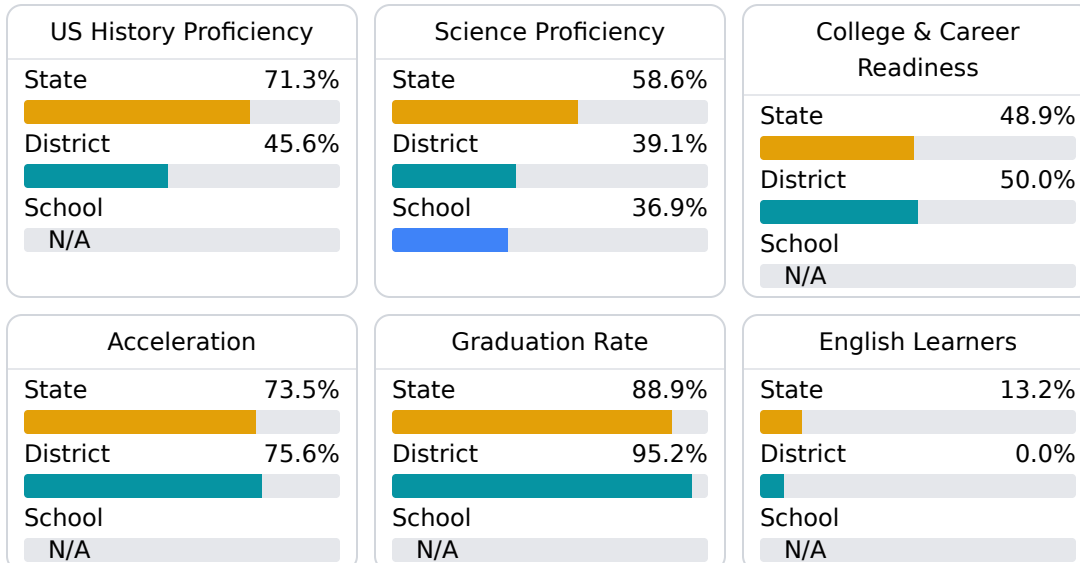 US History Proficiency
State 71.3%
District 45.6%
School
N/A
Science Proficiency
State 58.6%
District 39.1%
School 36.9%
College & Career
Readiness
State 48.9%
District 50.0%
School
N/A
Acceleration
State 73.5%
District 75.6%
School
N/A
Graduation Rate
State 88.9%
District 95.2%
School
N/A
English Learners
State 13.2%
District 0.0%
School
N/A